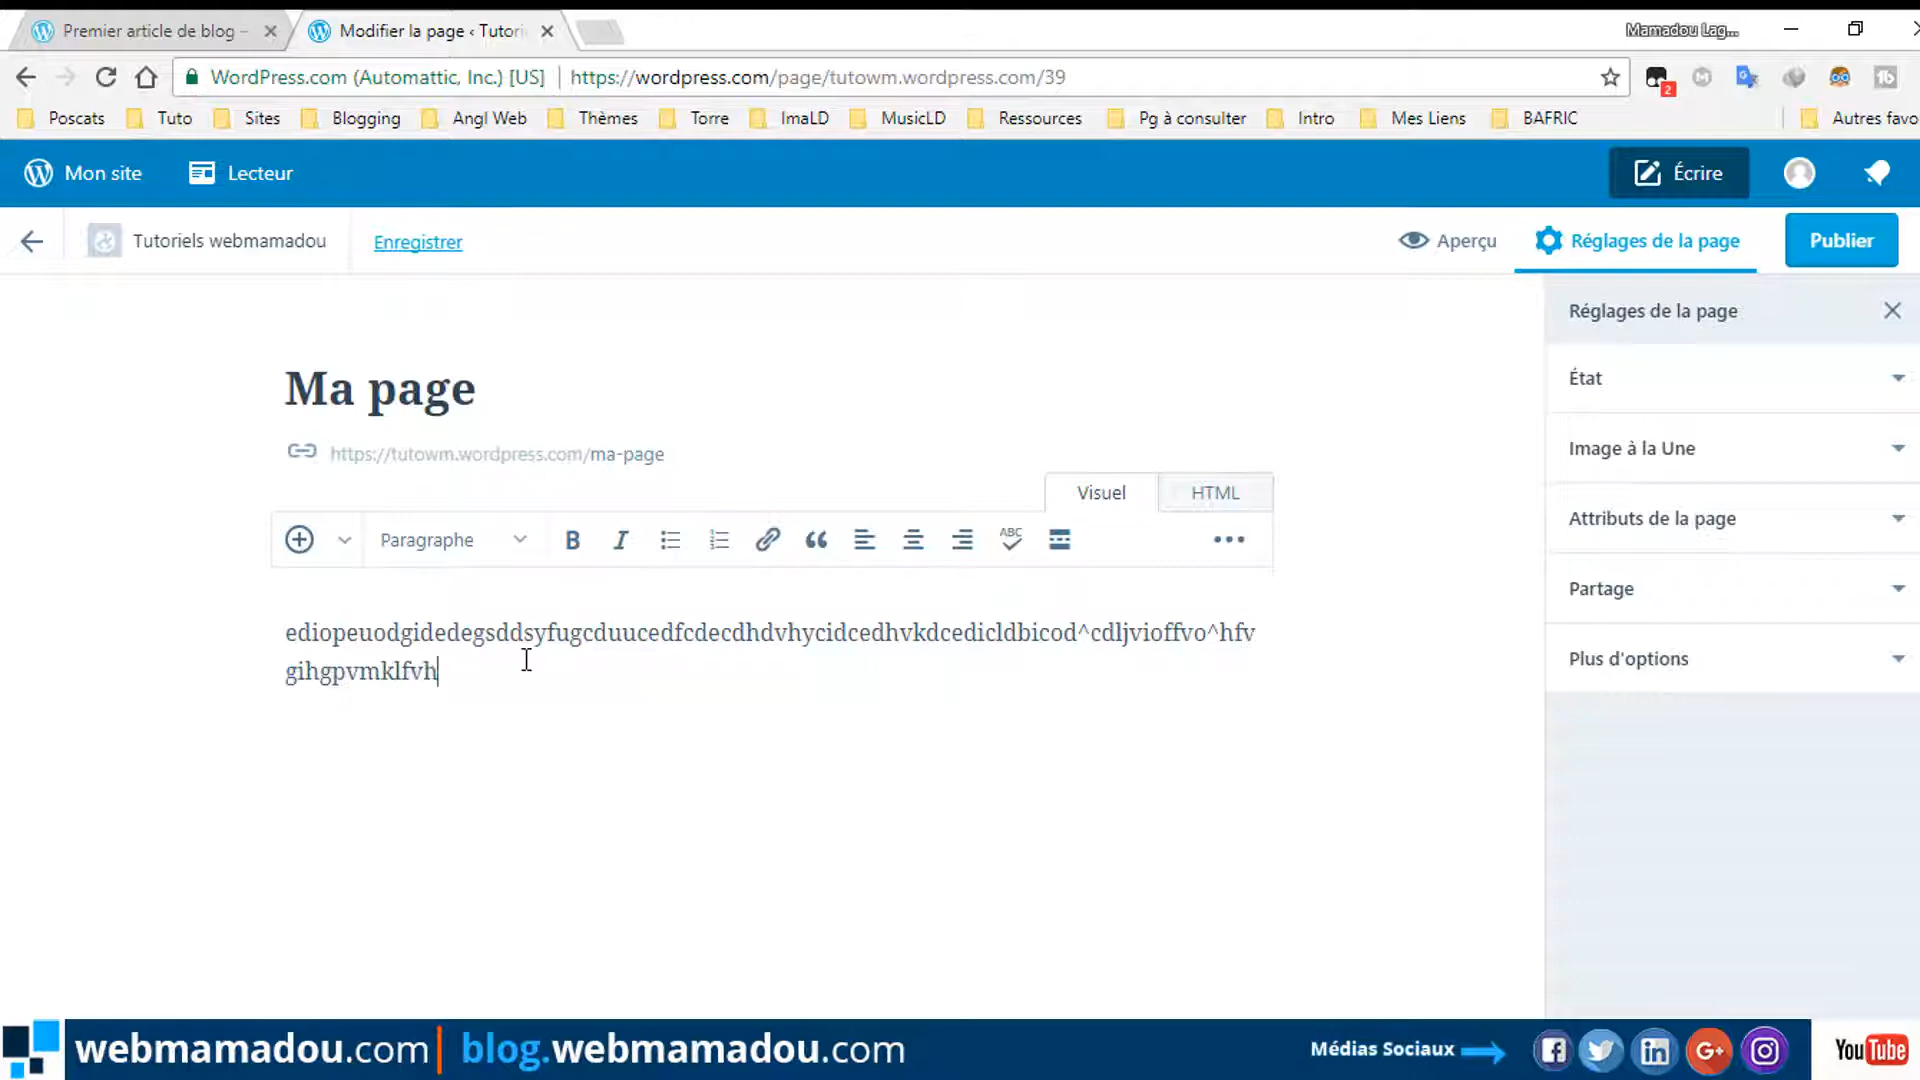 Premier article de blog –
Modifier la page ‹ Tutori
Mamadou Lag...
WordPress.com (Automattic, Inc.) [US] https://wordpress.com/page/tutowm.wordpress.com/39
2
Poscats Tuto Sites Blogging Angl Web Thèmes Torre ImaLD MusicLD Ressources Pg à consulter Intro Mes Liens BAFRIC Autres favo
Mon site Lecteur Écrire
Tutoriels webmamadou Enregistrer Aperçu Réglages de la page Publier
Réglages de la page
État
Image à la Une
Attributs de la page
Partage
Plus d'options
Ma page
https://tutowm.wordpress.com/ma-page
Visuel HTML
Paragraphe B I ABC
ediopeuodgidedegsddsyfugcduucedfcdecdhdvhycidcedhvkdcedicldbicod^cdljvioffvo^hfv
gihgpvmklfvh
webmamadou.com | blog.webmamadou.com Médias Sociaux G+ YouTube